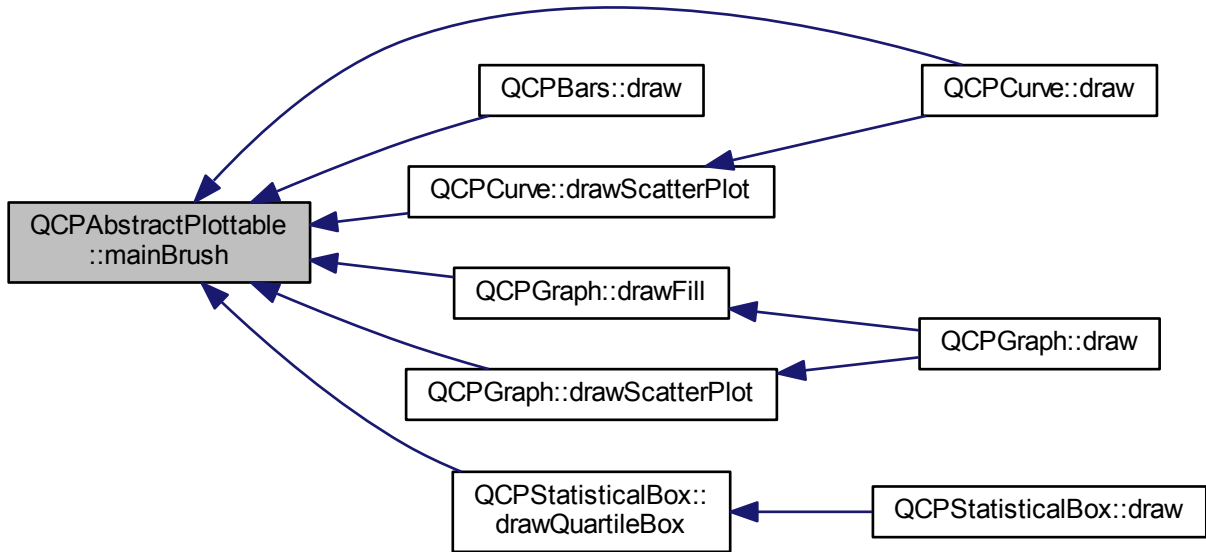 QCPAbstractPlottable
::mainBrush
QCPBars::draw
QCPCurve::draw
QCPCurve::drawScatterPlot
QCPGraph::drawFill
QCPGraph::draw
QCPGraph::drawScatterPlot
QCPStatisticalBox::
drawQuartileBox
QCPStatisticalBox::draw